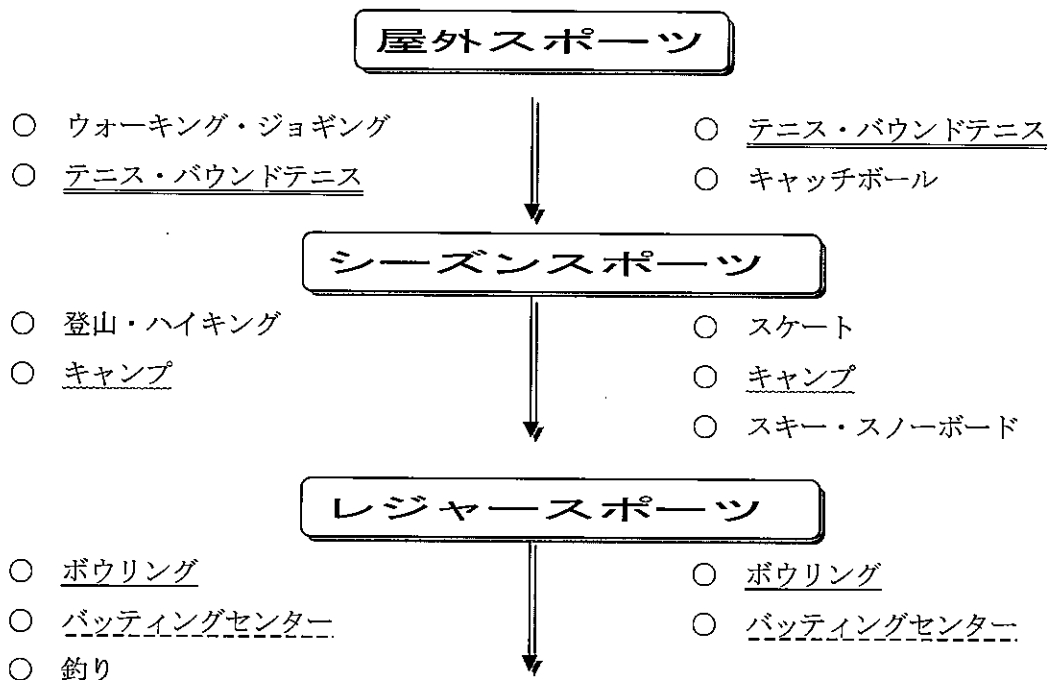 屋外スポーツ
○ ウォーキング・ジョギング
○ テニス・バウンドテニス
○ テニス・バウンドテニス
○ キャッチボール
シーズンスポーツ
○ 登山・ハイキング
○ キャンプ
○ スケート
○ キャンプ
○ スキー・スノーボード
レジャースポーツ
○ ボウリング
○ バッティングセンター
○ 釣り
○ ボウリング
○ バッティングセンター